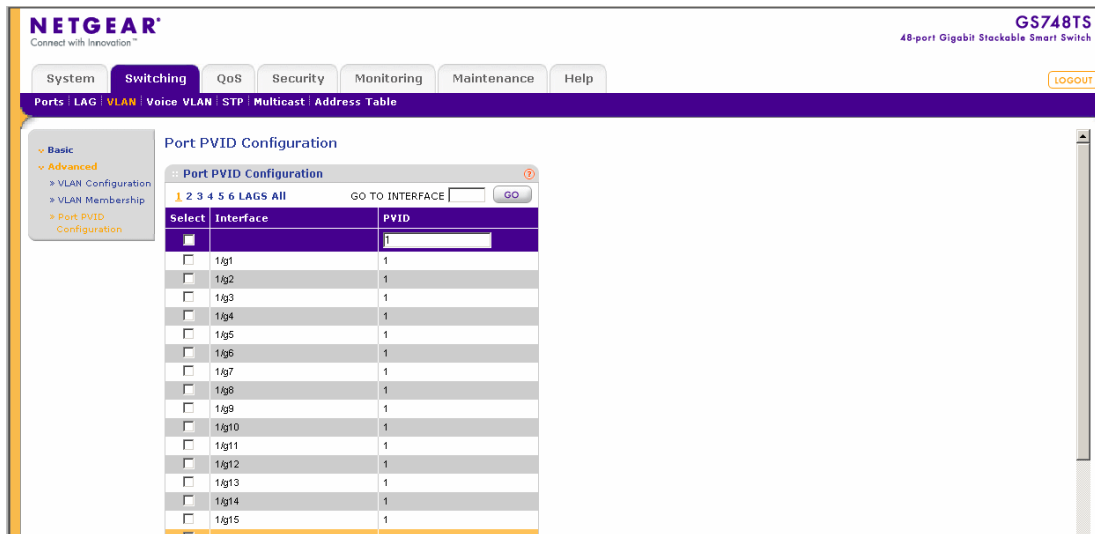 NETGEAR®
Connect with Innovation™
GS748TS
48-port Gigabit Stackable Smart Switch
System Switching QoS Security Monitoring Maintenance Help
LOGOUT
Ports LAG VLAN Voice VLAN STP Multicast Address Table
Basic
Advanced
» VLAN Configuration
» VLAN Membership
» Port PVID
Configuration
Port PVID Configuration
:: Port PVID Configuration ?
1 2 3 4 5 6 LAGS All GO TO INTERFACE GO
Select Interface PVID
1
1/g1 1
1/g2 1
1/g3 1
1/g4 1
1/g5 1
1/g6 1
1/g7 1
1/g8 1
1/g9 1
1/g10 1
1/g11 1
1/g12 1
1/g13 1
1/g14 1
1/g15 1